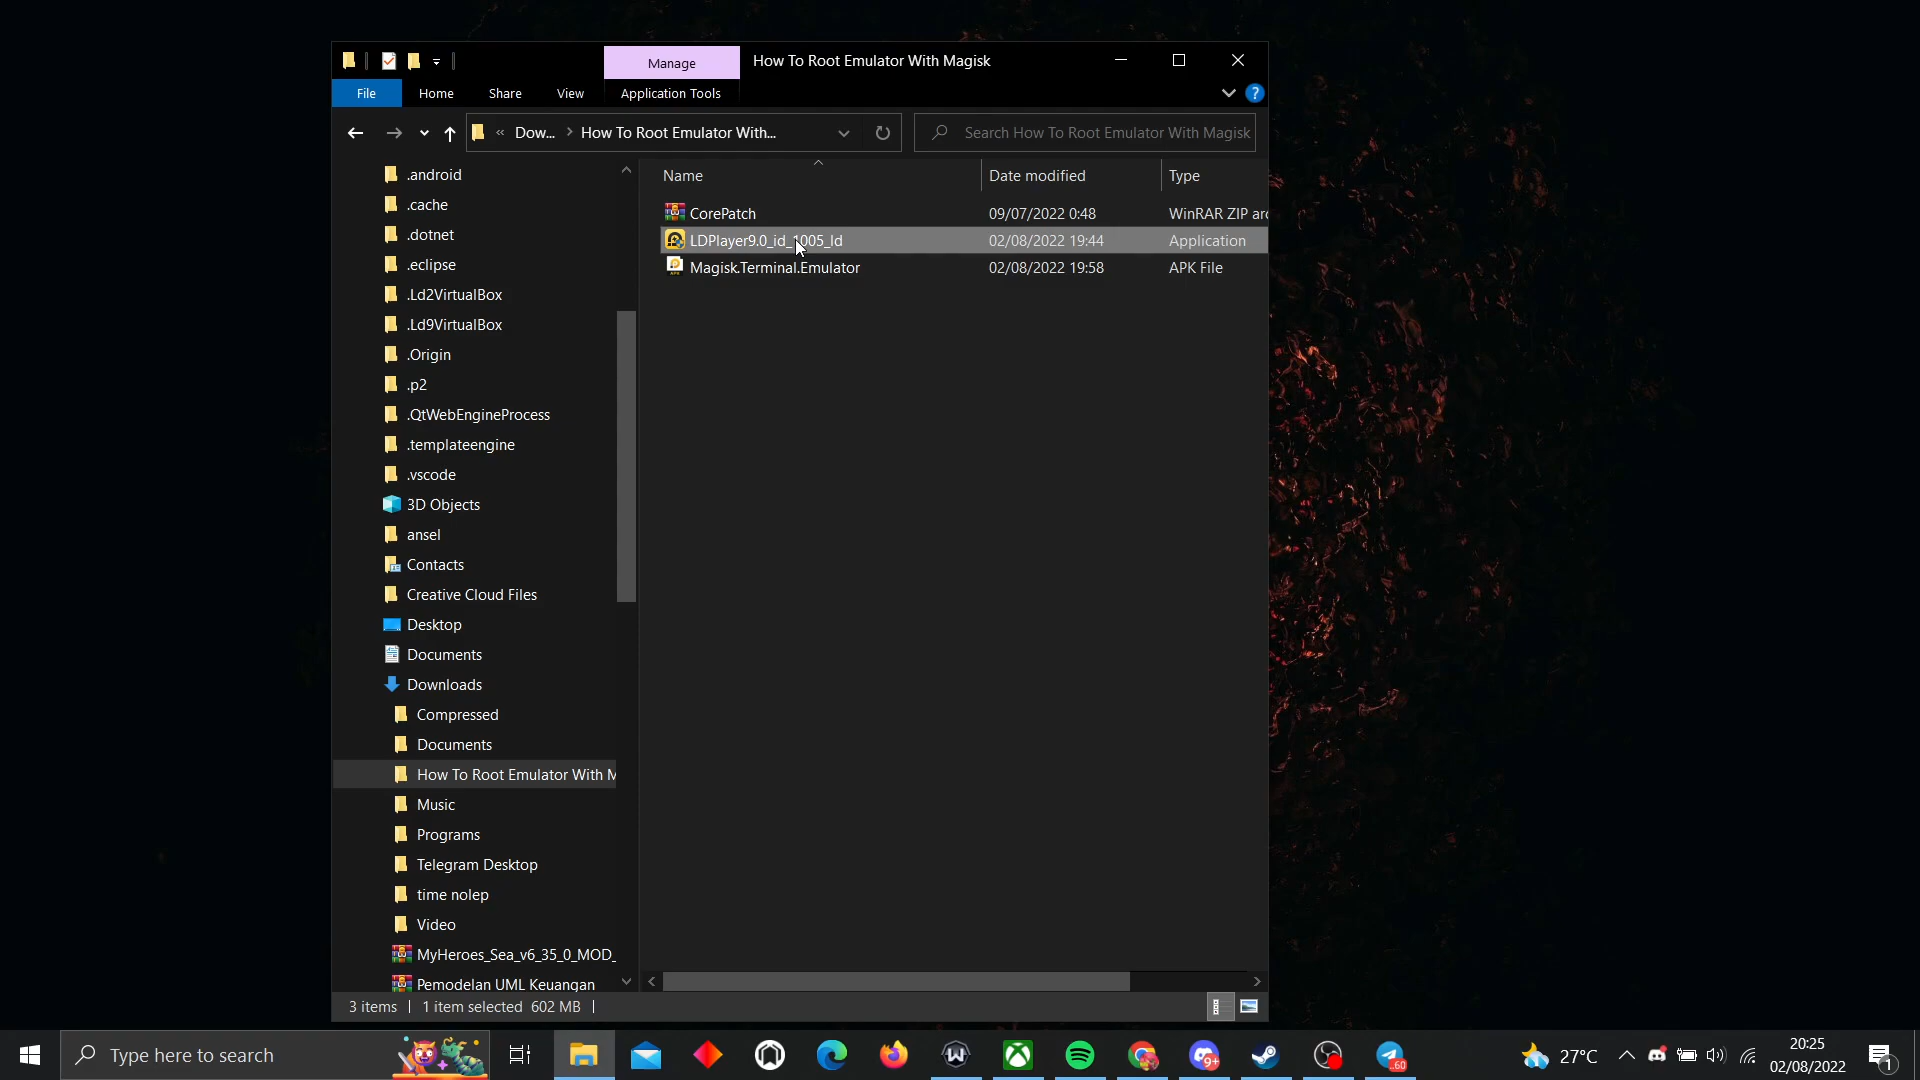 Manage
How To Root Emulator With Magisk
File
Home
Share
View
Application Tools
Dow...
How To Root Emulator With...
Search How To Root Emulator With Magisk
.android
.cache
.dotnet
.eclipse
.Ld2VirtualBox
.Ld9VirtualBox
.Origin
.p2
.QtWebEngineProcess
.templateengine
.vscode
3D Objects
ansel
Contacts
Creative Cloud Files
Desktop
Documents
Downloads
Compressed
Documents
How To Root Emulator With M
Music
Programs
Telegram Desktop
time nolep
Video
MyHeroes_Sea_v6_35_0_MOD_
Pemodelan UML Keuangan
Name
Date modified
Type
CorePatch
09/07/2022 0:48
WinRAR ZIP arc
LDPlayer9.0_id_1005_ld
02/08/2022 19:44
Application
Magisk.Terminal.Emulator
02/08/2022 19:58
APK File
3 items
1 item selected 602 MB
Type here to search
9+
60
27°C
20:25
02/08/2022
1